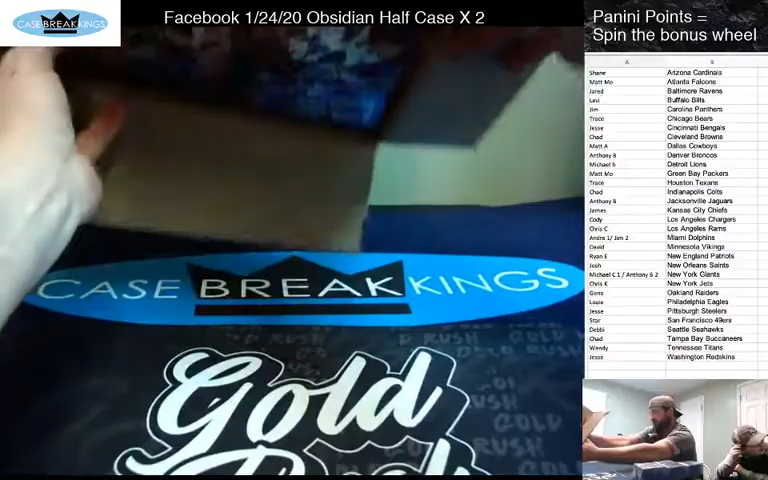 CASE BREAK KINGS
Facebook 1/24/20 Obsidian Half Case X 2
Panini Points =
Spin the bonus wheel
A B
Shane Arizona Cardinals
Matt Mo Atlanta Falcons
Jared Baltimore Ravens
Levi Buffalo Bills
Jim Carolina Panthers
Trace Chicago Bears
Jesse Cincinnati Bengals
Chad Cleveland Browns
Matt A Dallas Cowboys
Anthony B Denver Broncos
Michael h Detroit Lions
Matt Mo Green Bay Packers
Trace Houston Texans
Chad Indianapolis Colts
Anthony B Jacksonville Jaguars
James Kansas City Chiefs
Cody Los Angeles Chargers
Chris C Los Angeles Rams
Andre 1/ Jim 2 Miami Dolphins
David Minnesota Vikings
Ryan E New England Patriots
Josh New Orleans Saints
Michael C 1 / Anthony B 2 New York Giants
Chris K New York Jets
Gone Oakland Raiders
Louie Philadelphia Eagles
Jesse Pittsburgh Steelers
Star San Francisco 49ers
Debbi Seattle Seahawks
Chad Tampa Bay Buccaneers
Wendy Tennessee Titans
Jesse Washington Redskins
CASE BREAK KINGS
Gold